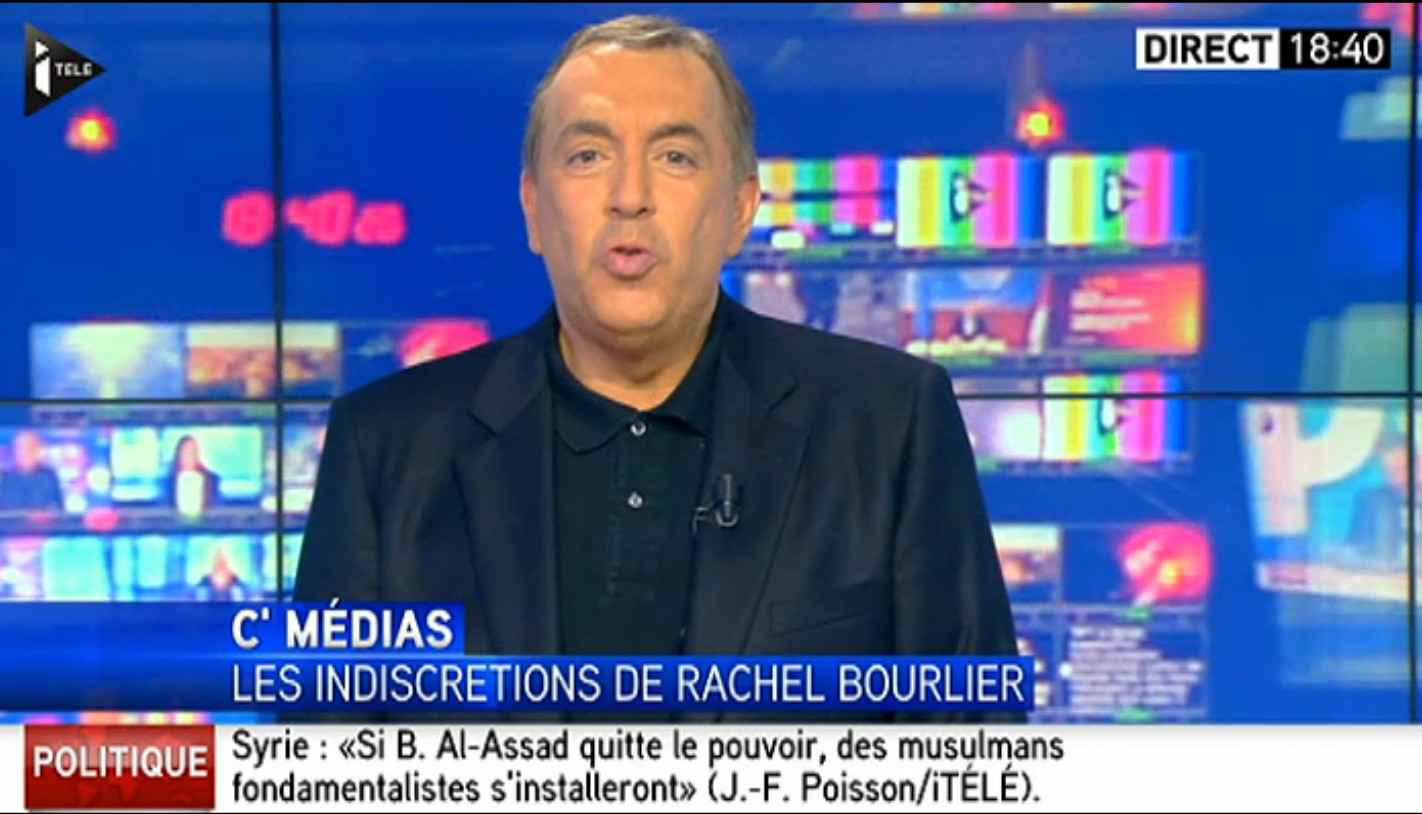 iTELE
DIRECT 18:40
C' MÉDIAS
LES INDISCRETIONS DE RACHEL BOURLIER
POLITIQUE
Syrie : «Si B. Al-Assad quitte le pouvoir, des musulmans
fondamentalistes s'installeront» (J.-F. Poisson/iTÉLÉ).